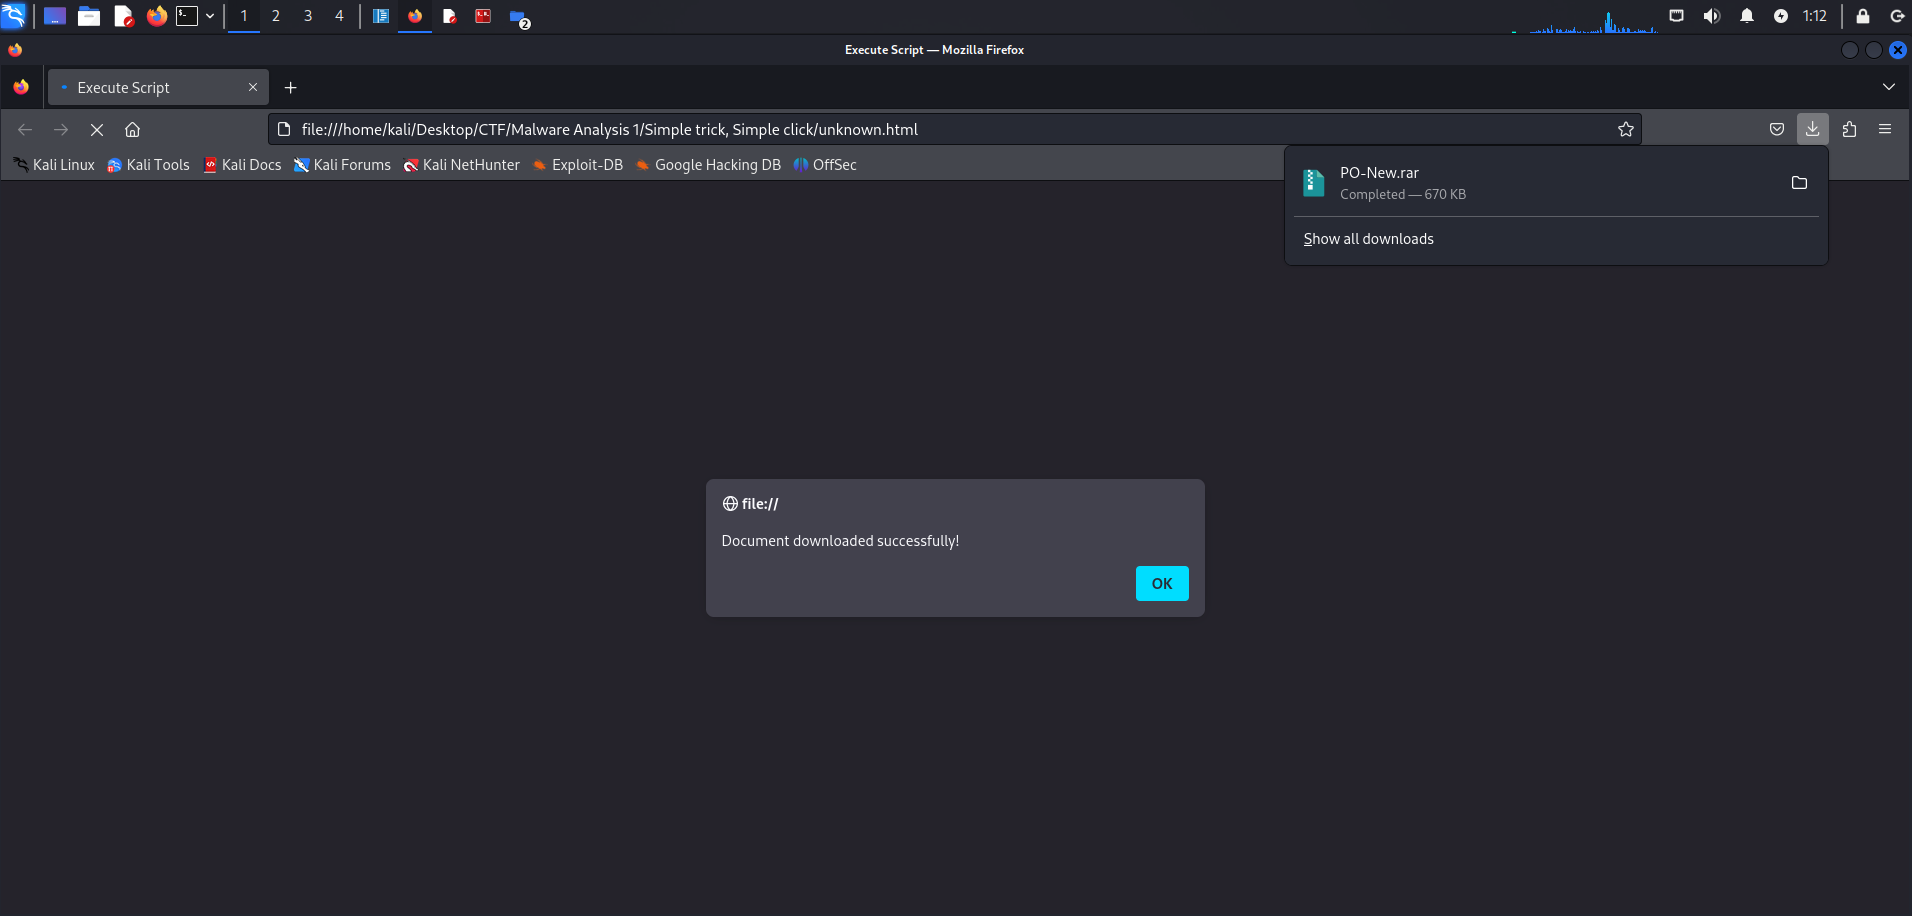 1 2 3 4 2 1:12
Execute Script — Mozilla Firefox
Execute Script
file:///home/kali/Desktop/CTF/Malware Analysis 1/Simple trick, Simple click/unknown.html
Kali Linux Kali Tools Kali Docs Kali Forums Kali NetHunter Exploit-DB Google Hacking DB OffSec
PO-New.rar
Completed — 670 KB
Show all downloads
file://
Document downloaded successfully!
OK